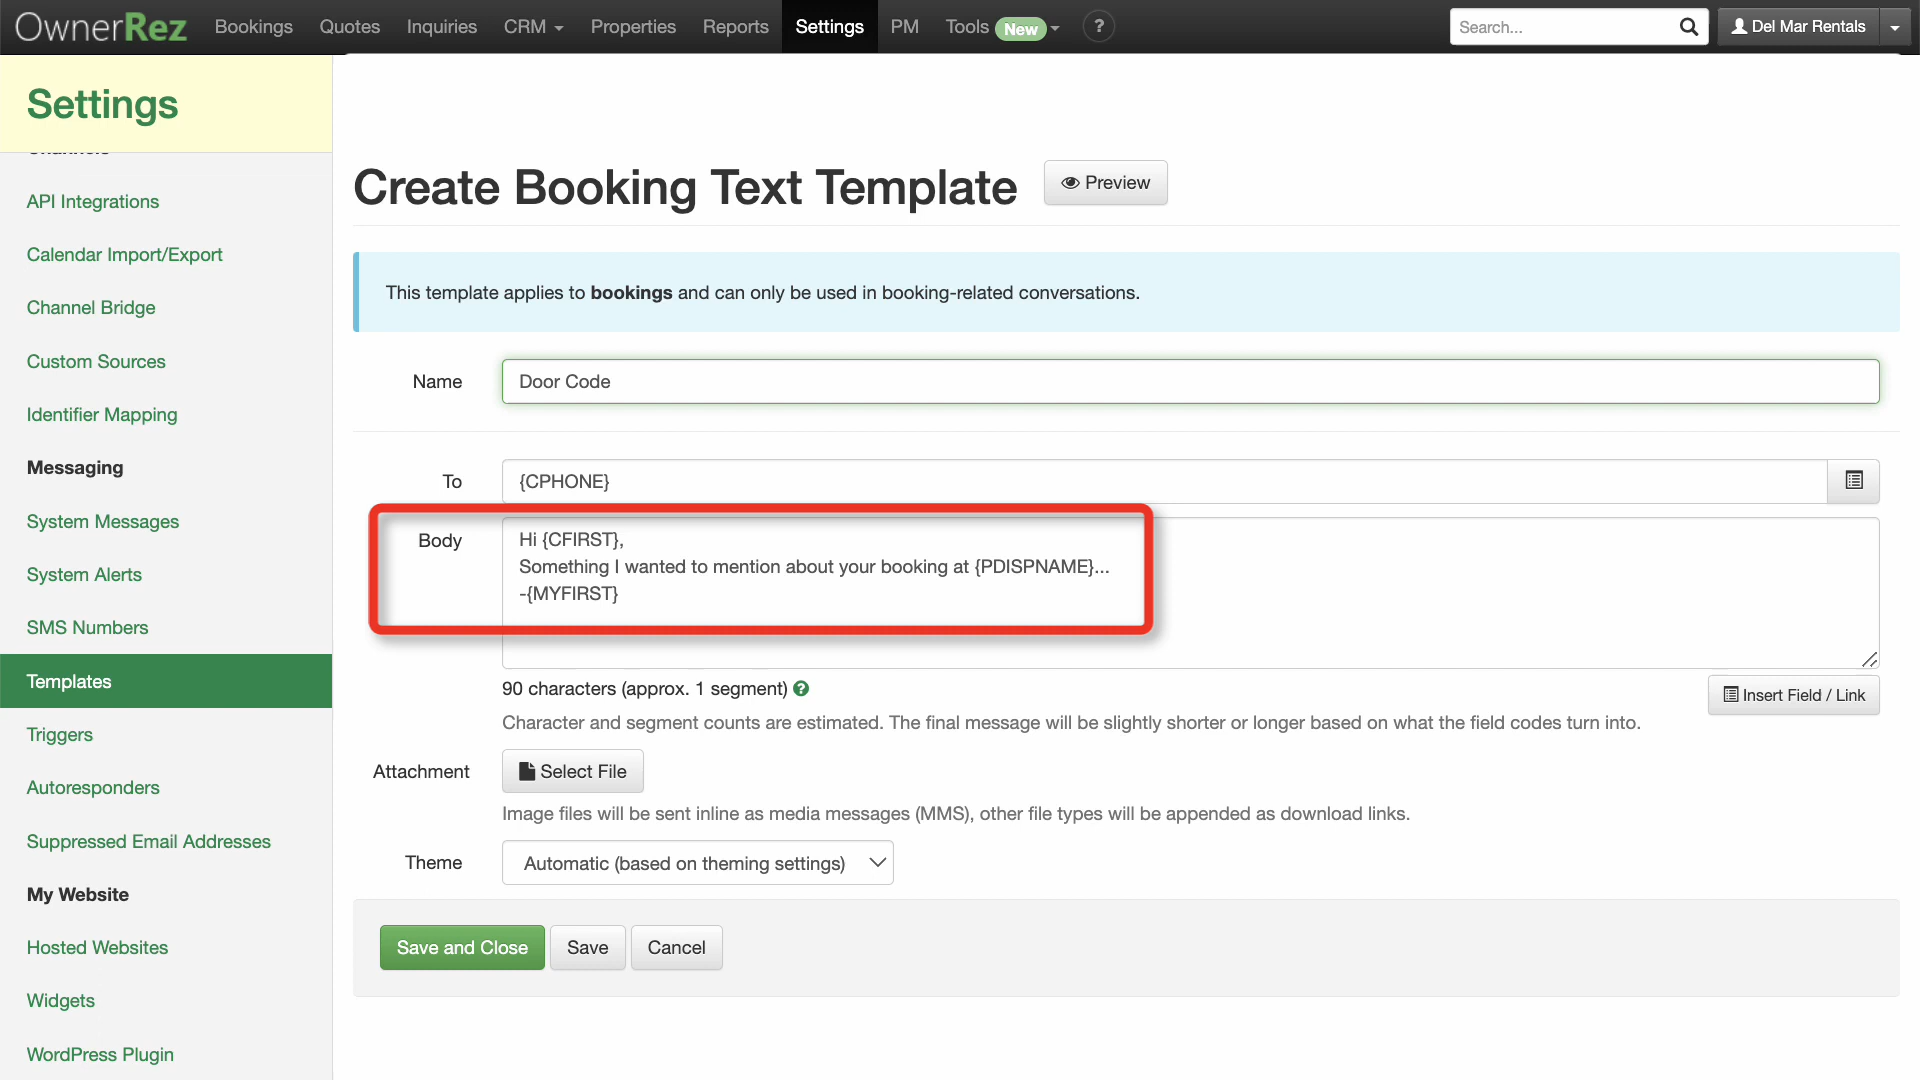 OwnerRez Bookings Quotes Inquiries CRM Properties Reports Settings PM Tools New ? Search... Del Mar Rentals
Settings
API Integrations
Calendar Import/Export
Channel Bridge
Custom Sources
Identifier Mapping
Messaging
System Messages
System Alerts
SMS Numbers
Templates
Triggers
Autoresponders
Suppressed Email Addresses
My Website
Hosted Websites
Widgets
WordPress Plugin
Create Booking Text Template Preview
This template applies to bookings and can only be used in booking-related conversations.
Name Door Code
To {CPHONE}
Body Hi {CFIRST},
Something I wanted to mention about your booking at {PDISPNAME}...
-{MYFIRST}
90 characters (approx. 1 segment) ? Insert Field / Link
Character and segment counts are estimated. The final message will be slightly shorter or longer based on what the field codes turn into.
Attachment Select File
Image files will be sent inline as media messages (MMS), other file types will be appended as download links.
Theme Automatic (based on theming settings)
Save and Close Save Cancel